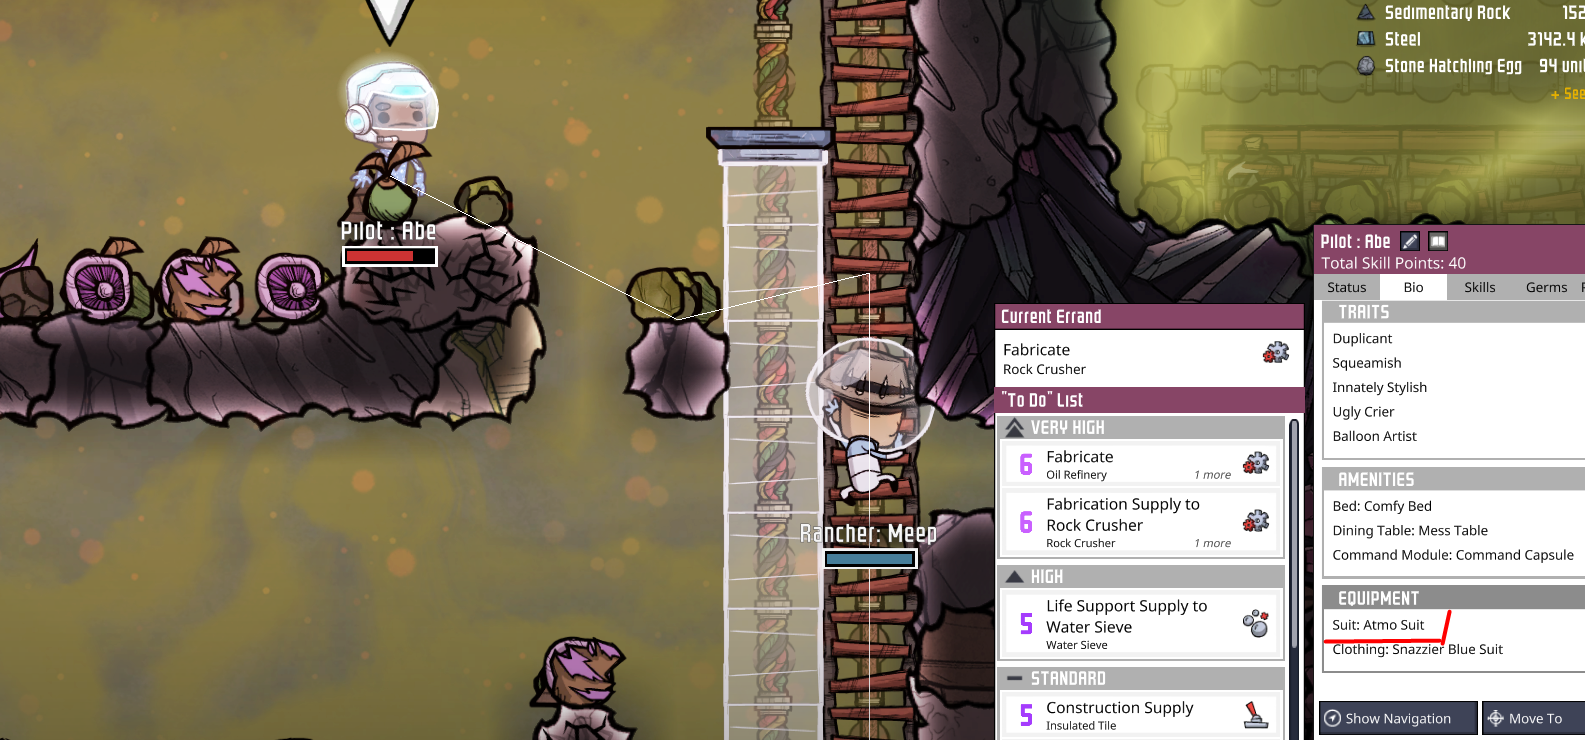 Sedimentary Rock 152
Steel 3142.4 k
Stone Hatchling Egg 94 uni
+ See
Pilot : Abe
Rancher: Meep
Current Errand
Fabricate
Rock Crusher
"To Do" List
VERY HIGH
6 Fabricate
Oil Refinery 1 more
6 Fabrication Supply to
Rock Crusher
Rock Crusher 1 more
HIGH
5 Life Support Supply to
Water Sieve
Water Sieve
STANDARD
5 Construction Supply
Insulated Tile
Pilot : Abe
Total Skill Points: 40
Status Bio Skills Germs
TRAITS
Duplicant
Squeamish
Innately Stylish
Ugly Crier
Balloon Artist
AMENITIES
Bed: Comfy Bed
Dining Table: Mess Table
Command Module: Command Capsule
EQUIPMENT
Suit: Atmo Suit
Clothing: Snazzier Blue Suit
Show Navigation Move To